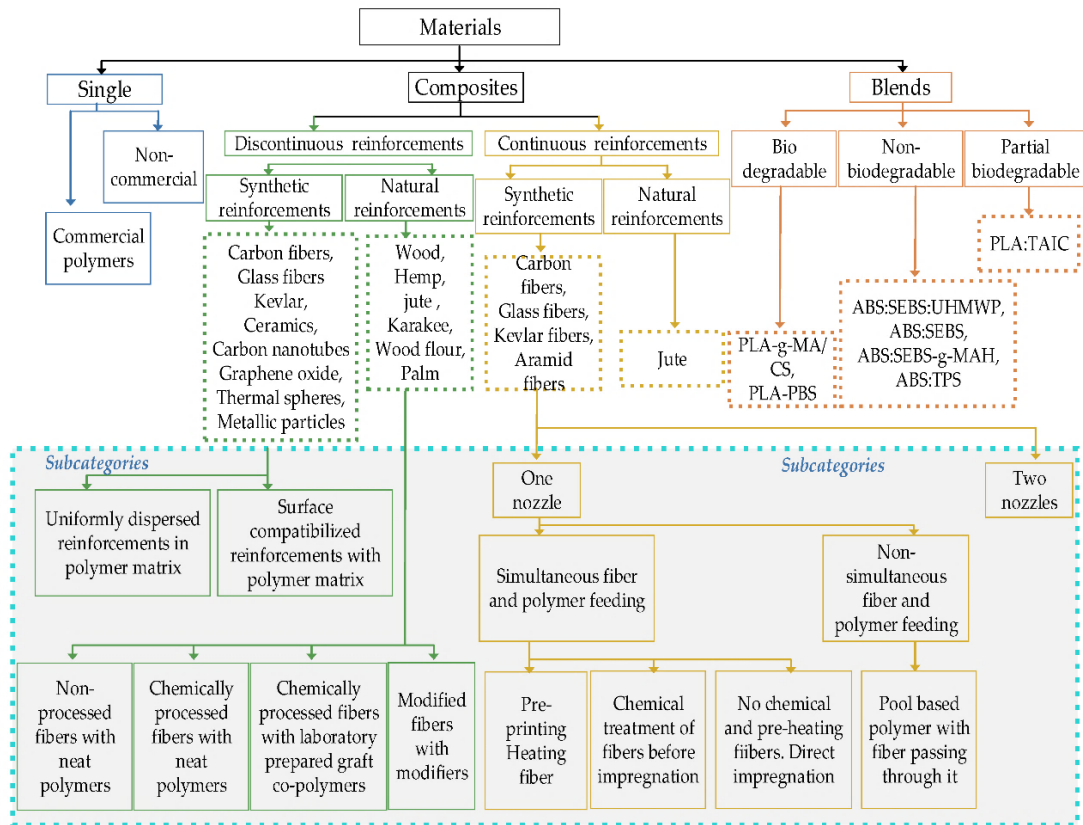 Materials
Single
Composites
Blends
Non-
commercial
Commercial
polymers
Discontinuous reinforcements
Continuous reinforcements
Bio
degradable
Non-
biodegradable
Partial
biodegradable
Synthetic
reinforcements
Natural
reinforcements
Synthetic
reinforcements
Natural
reinforcements
Carbon fibers,
Glass fibers
Kevlar,
Ceramics,
Carbon nanotubes
Graphene oxide,
Thermal spheres,
Metallic particles
Wood,
Hemp,
jute ,
Karakee,
Wood flour,
Palm
Carbon
fibers,
Glass fibers,
Kevlar fibers,
Aramid
fibers
Jute
PLA-g-MA/
CS,
PLA-PBS
ABS:SEBS:UHMWP,
ABS:SEBS,
ABS:SEBS-g-MAH,
ABS:TPS
PLA:TAIC
Subcategories
Subcategories
Uniformly dispersed
reinforcements in
polymer matrix
Surface
compatibilized
reinforcements with
polymer matrix
One
nozzle
Two
nozzles
Simultaneous fiber
and polymer feeding
Non-
simultaneous
fiber and
polymer feeding
Non-
processed
fibers with
neat
polymers
Chemically
processed
fibers with
neat
polymers
Chemically
processed fibers
with laboratory
prepared graft
co-polymers
Modified
fibers
with
modifiers
Pre-
printing
Heating
fiber
Chemical
treatment of
fibers before
impregnation
No chemical
and pre-heating
fiibers. Direct
impregnation
Pool based
polymer with
fiber passing
through it